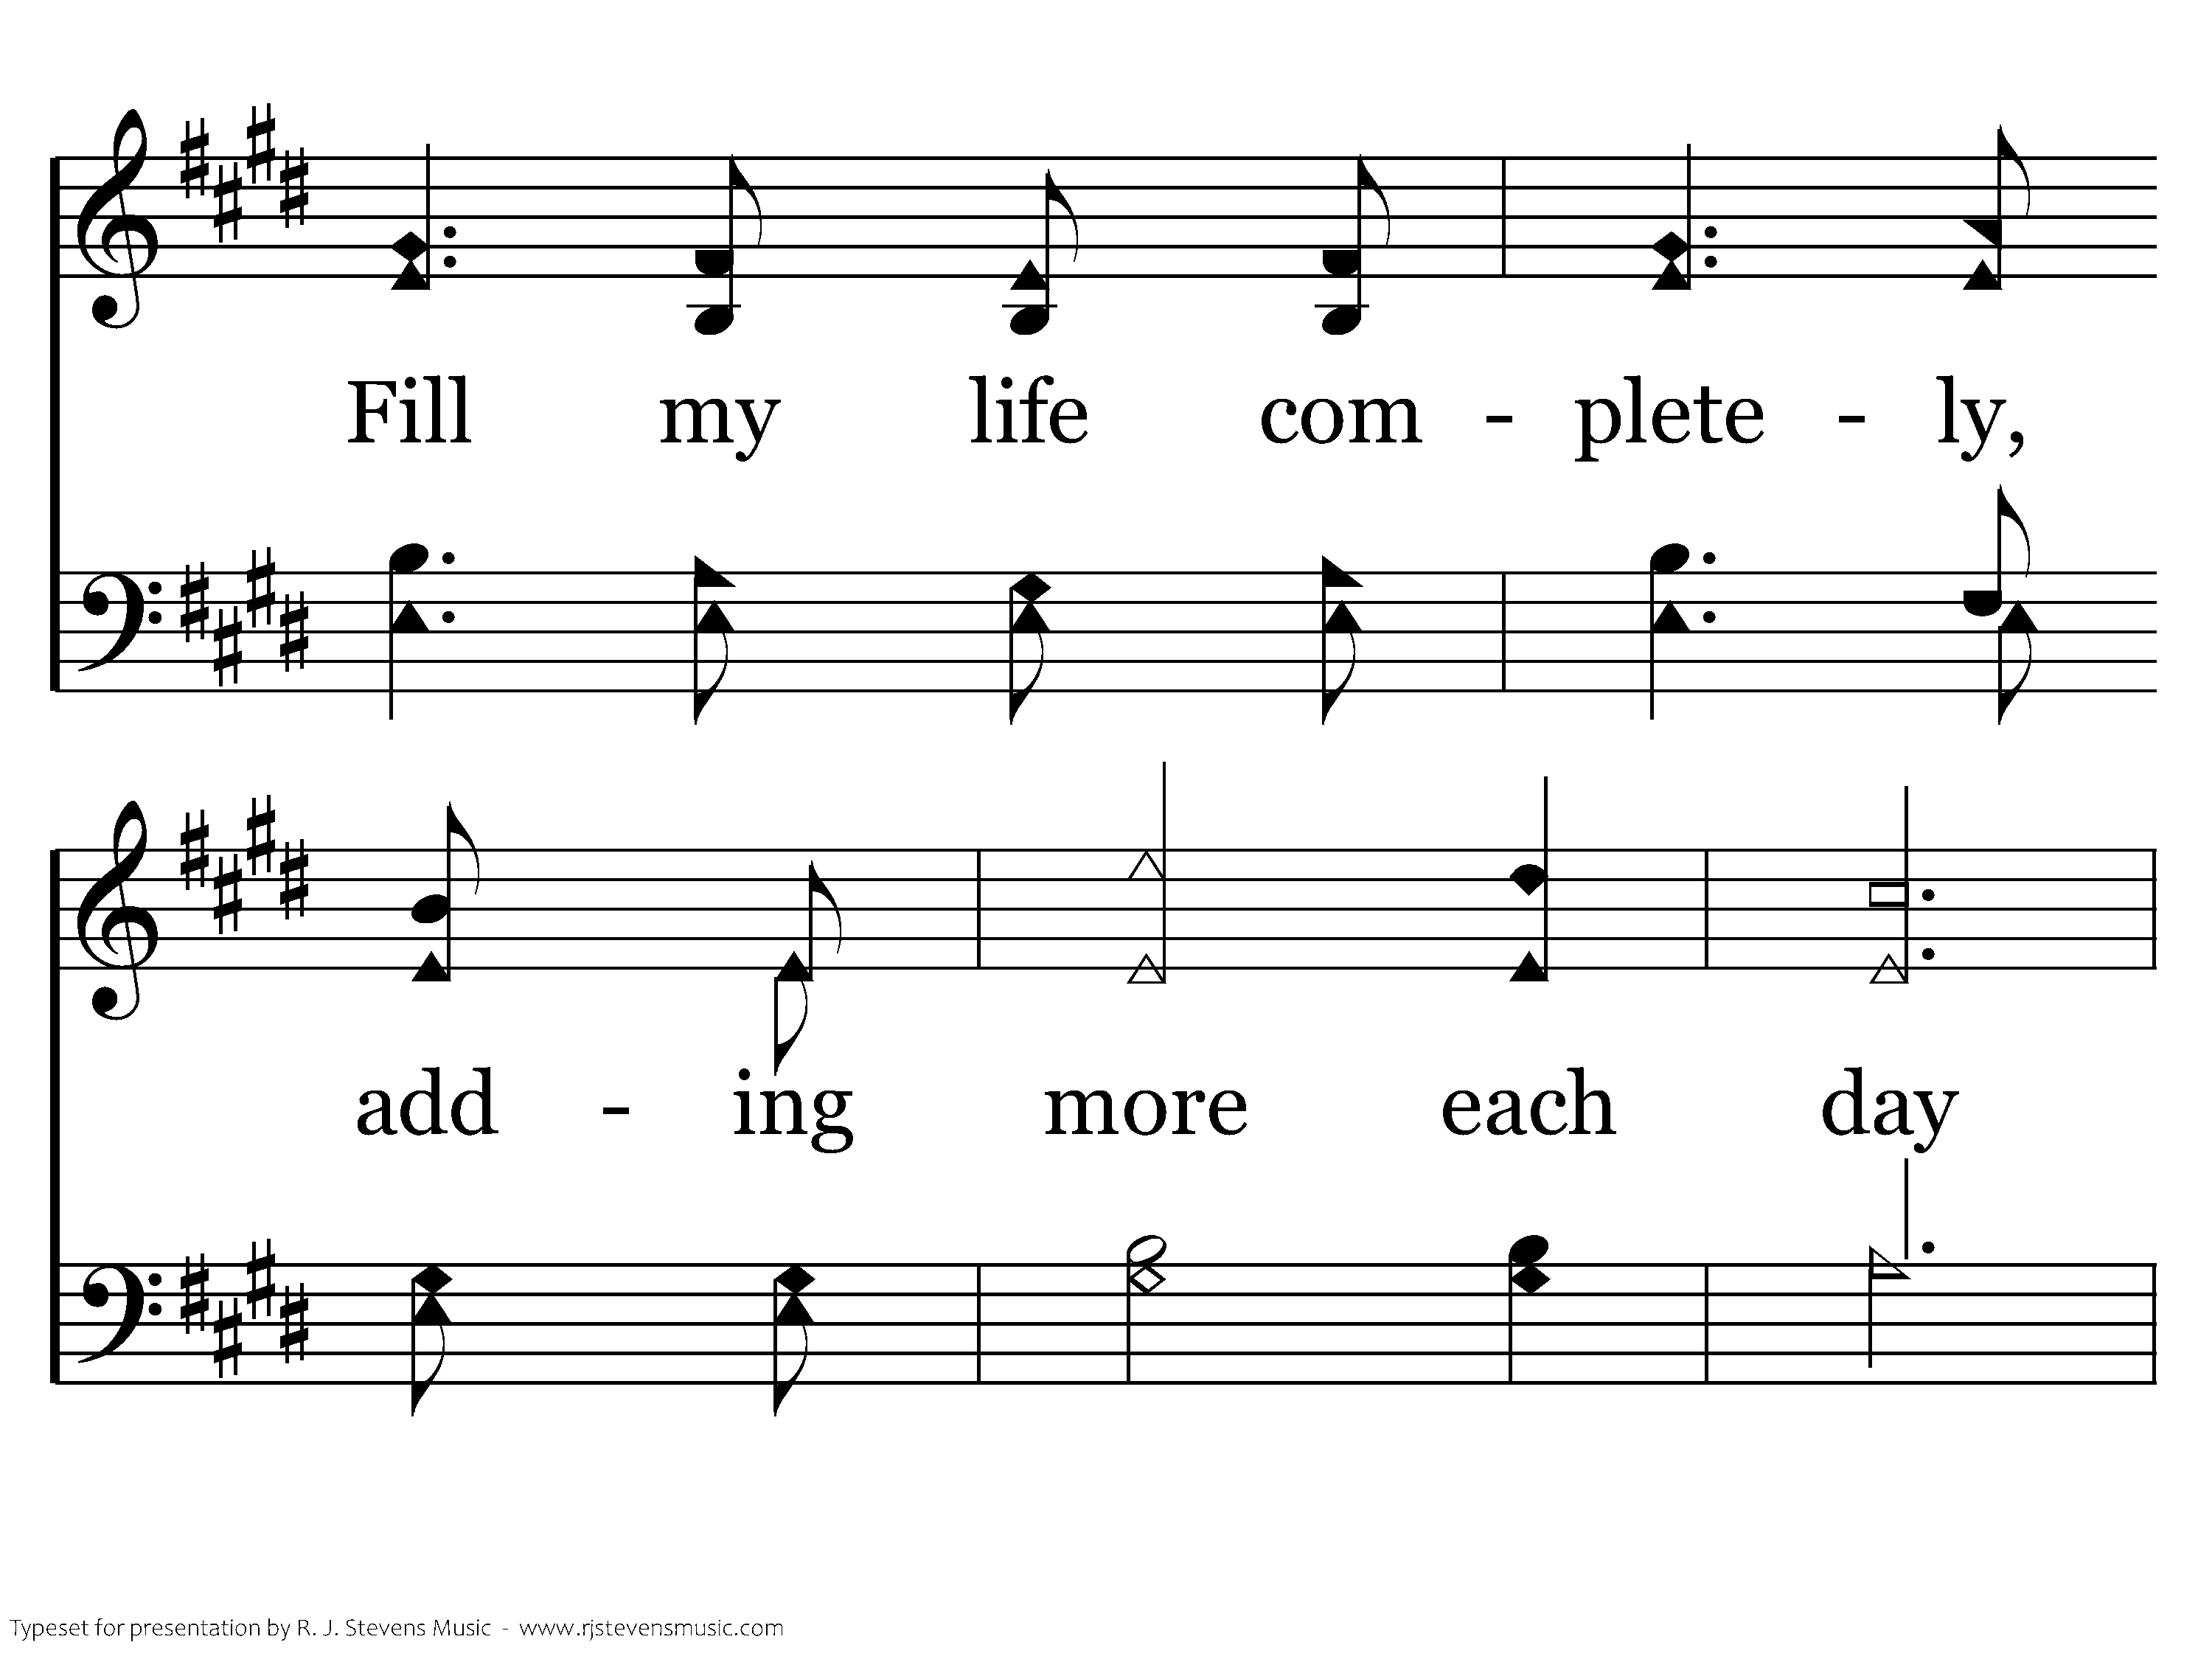 Fill my life com - plete - ly,
add - ing more each day
Typeset for presentation by R. J. Stevens Music - www.rjstevensmusic.com